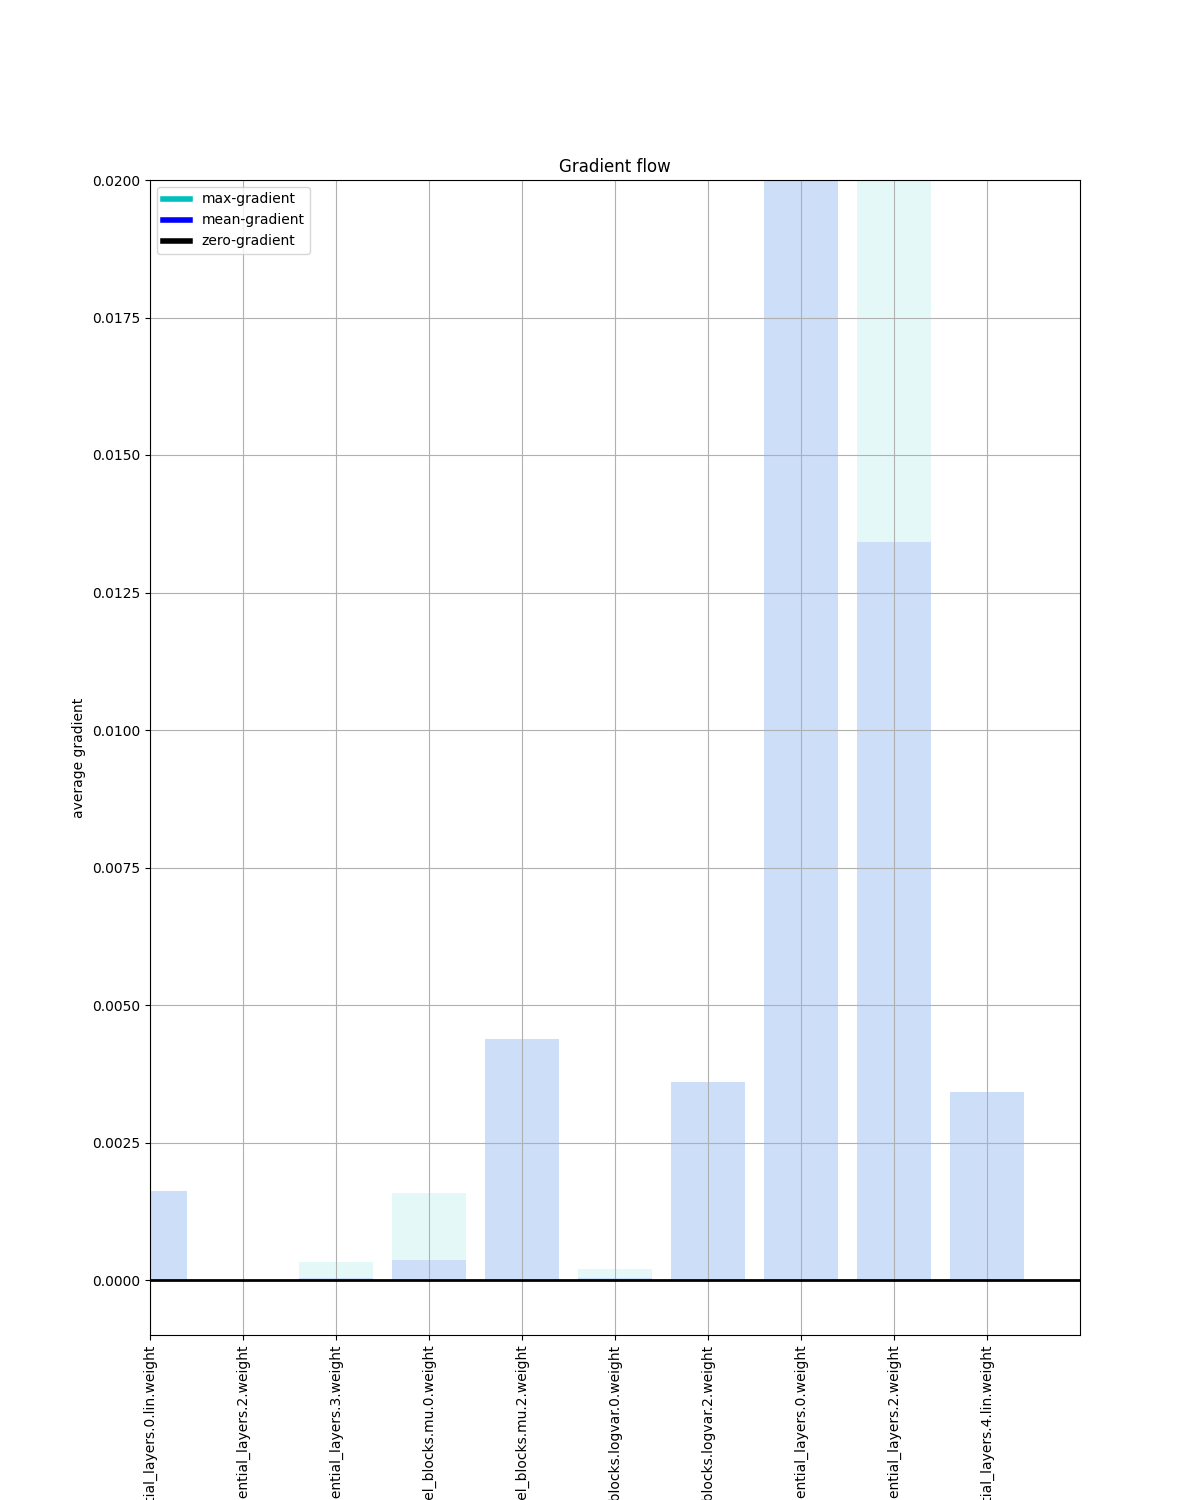 Gradient flow
max-gradient
mean-gradient
zero-gradient
0.0200
0.0175
0.0150
0.0125
0.0100
0.0075
0.0050
0.0025
0.0000
average gradient
tial_layers.0.lin.weight
ential_layers.2.weight
ential_layers.3.weight
el_blocks.mu.0.weight
el_blocks.mu.2.weight
blocks.logvar.0.weight
blocks.logvar.2.weight
ential_layers.0.weight
ential_layers.2.weight
tial_layers.4.lin.weight